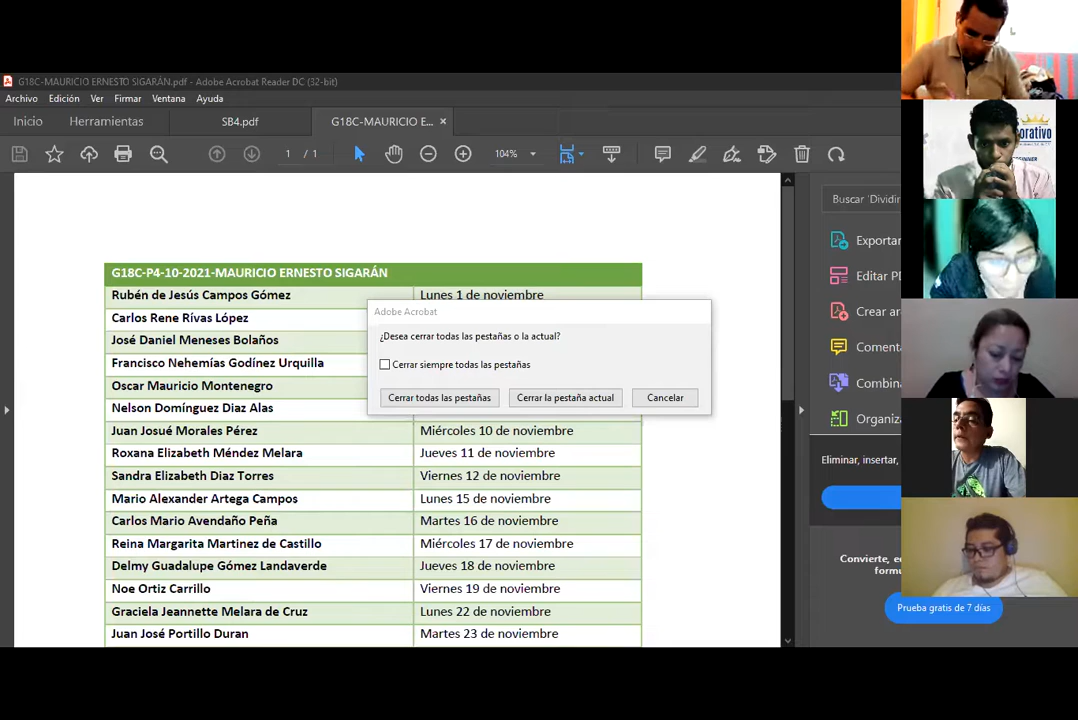 G18C-MAURICIO ERNESTO SIGARÁN.pdf - Adobe Acrobat Reader DC (32-bit)
Archivo Edición Ver Firmar Ventana Ayuda
Inicio Herramientas SB4.pdf G18C-MAURICIO E... ×
1 / 1 104%
Buscar 'Dividir
Exportar
Editar PD
Crear ar
Comenta
Combina
Organiza
Eliminar, insertar,
Convierte, e
form
Prueba gratis de 7 días
G18C-P4-10-2021-MAURICIO ERNESTO SIGARÁN
Rubén de Jesús Campos Gómez Lunes 1 de noviembre
Carlos Rene Rívas López
José Daniel Meneses Bolaños
Francisco Nehemías Godínez Urquilla
Oscar Mauricio Montenegro
Nelson Domínguez Diaz Alas
Juan Josué Morales Pérez Miércoles 10 de noviembre
Roxana Elizabeth Méndez Melara Jueves 11 de noviembre
Sandra Elizabeth Diaz Torres Viernes 12 de noviembre
Mario Alexander Artega Campos Lunes 15 de noviembre
Carlos Mario Avendaño Peña Martes 16 de noviembre
Reina Margarita Martinez de Castillo Miércoles 17 de noviembre
Delmy Guadalupe Gómez Landaverde Jueves 18 de noviembre
Noe Ortiz Carrillo Viernes 19 de noviembre
Graciela Jeannette Melara de Cruz Lunes 22 de noviembre
Juan José Portillo Duran Martes 23 de noviembre
Adobe Acrobat
¿Desea cerrar todas las pestañas o la actual?
Cerrar siempre todas las pestañas
Cerrar todas las pestañas Cerrar la pestaña actual Cancelar
orativo